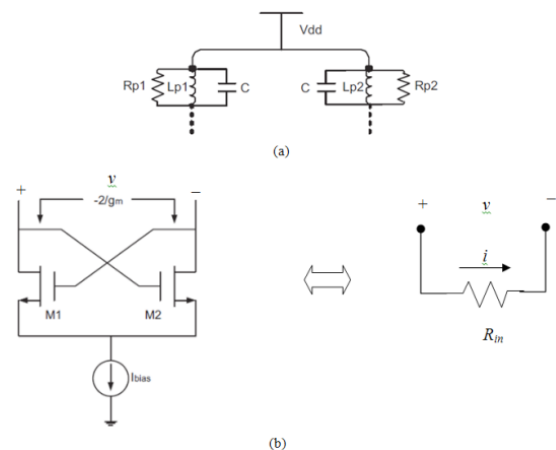 Vdd
Rp1 Lp1 C
C Lp2 Rp2
(a)
v
+ -2/gm −
M1 M2
Ibias
+ v −
i
Rin
(b)